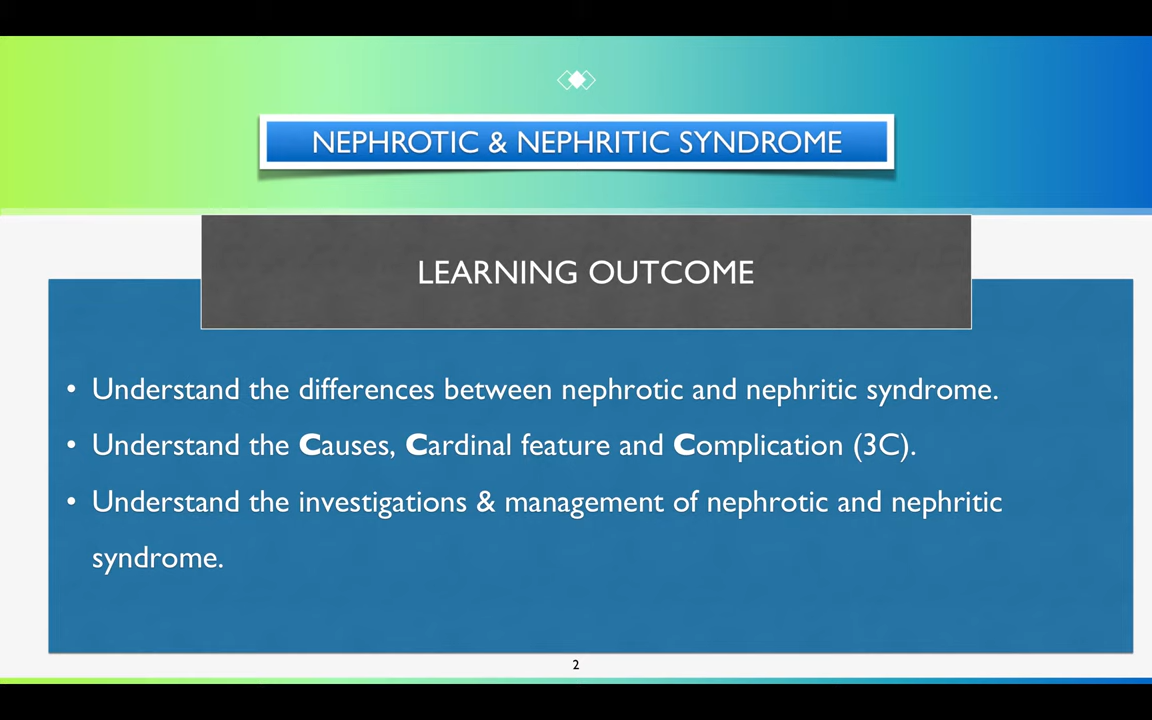 NEPHROTIC & NEPHRITIC SYNDROME
LEARNING OUTCOME
• Understand the differences between nephrotic and nephritic syndrome.
• Understand the Causes, Cardinal feature and Complication (3C).
• Understand the investigations & management of nephrotic and nephritic
syndrome.
2